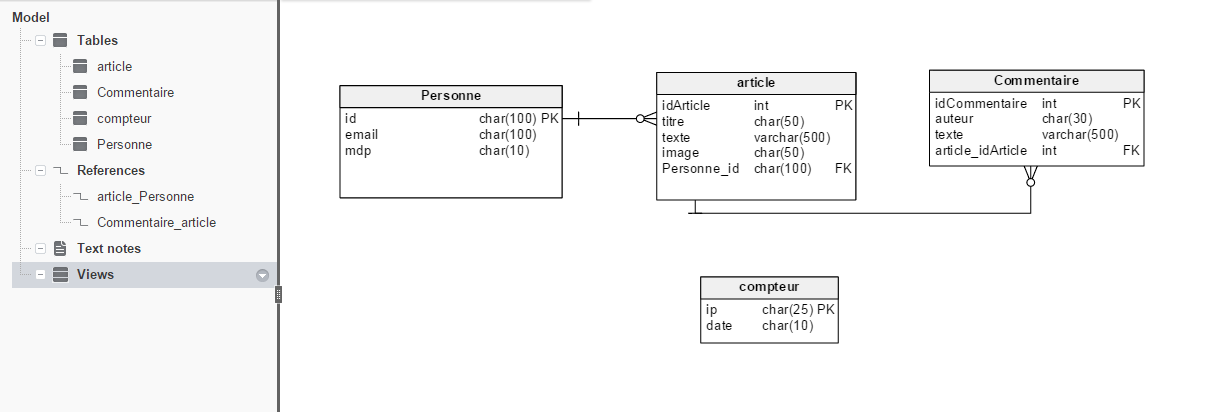 Model
Tables
article
Commentaire
compteur
Personne
References
article_Personne
Commentaire_article
Text notes
Views
Personne
id char(100) PK
email char(100)
mdp char(10)
article
idArticle int PK
titre char(50)
texte varchar(500)
image char(50)
Personne_id char(100) FK
Commentaire
idCommentaire int PK
auteur char(30)
texte varchar(500)
article_idArticle int FK
compteur
ip char(25) PK
date char(10)